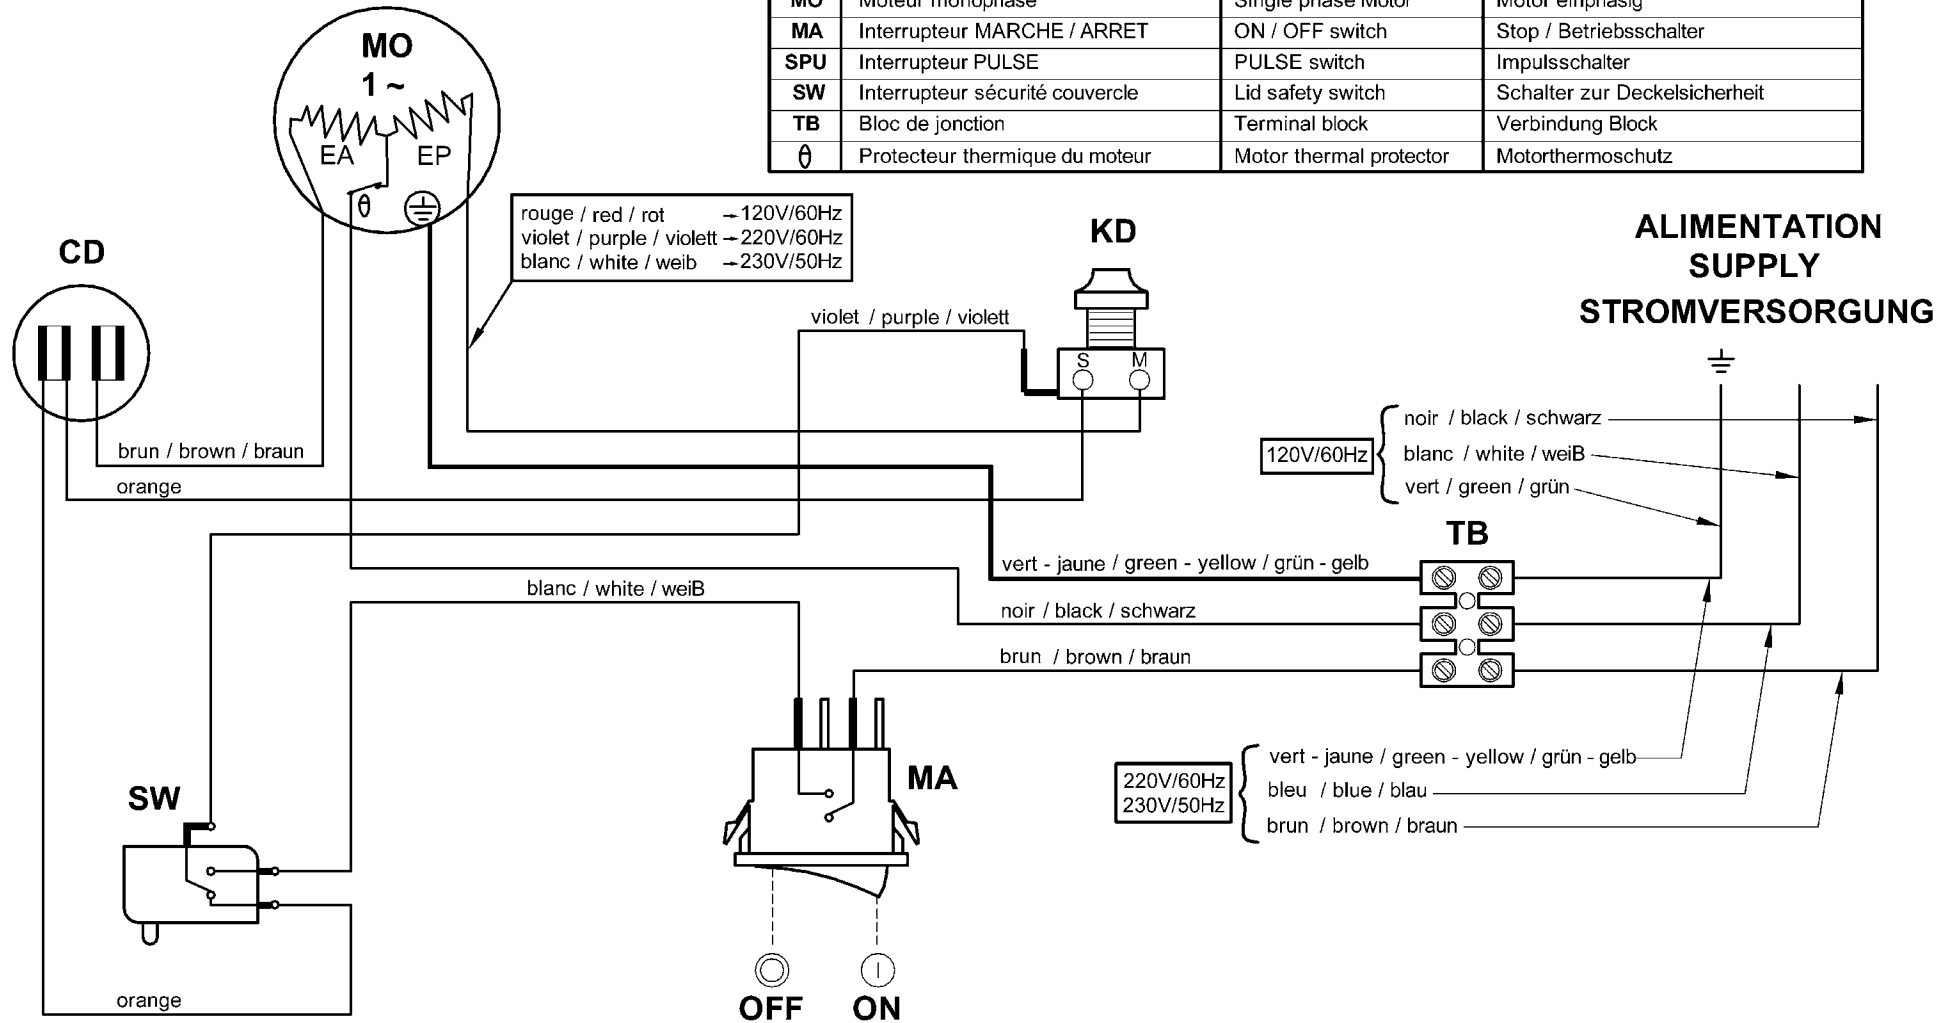 MO Moteur monophasé Single phase Motor Motor einphasig
MA Interrupteur MARCHE / ARRET ON / OFF switch Stop / Betriebsschalter
SPU Interrupteur PULSE PULSE switch Impulsschalter
SW Interrupteur sécurité couvercle Lid safety switch Schalter zur Deckelsicherheit
TB Bloc de jonction Terminal block Verbindung Block
θ Protecteur thermique du moteur Motor thermal protector Motorthermoschutz
MO
1 ~
EA EP
θ
rouge / red / rot →120V/60Hz
violet / purple / violett →220V/60Hz
blanc / white / weib →230V/50Hz
CD
KD
S M
violet / purple / violett
ALIMENTATION
SUPPLY
STROMVERSORGUNG
brun / brown / braun
orange
120V/60Hz
noir / black / schwarz
blanc / white / weiB
vert / green / grün
TB
vert - jaune / green - yellow / grün - gelb
blanc / white / weiB
noir / black / schwarz
brun / brown / braun
MA
SW
220V/60Hz
230V/50Hz
vert - jaune / green - yellow / grün - gelb
bleu / blue / blau
brun / brown / braun
orange
OFF ON